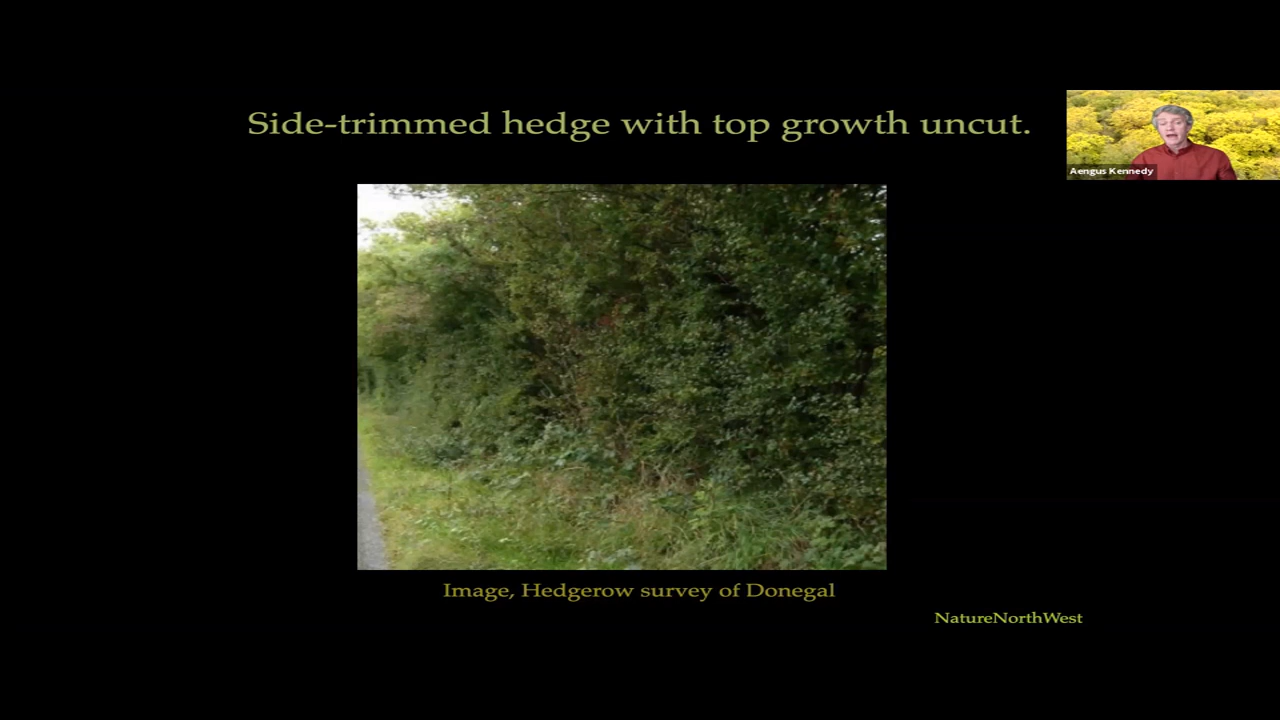 Side-trimmed hedge with top growth uncut.
Aengus Kennedy
Image, Hedgerow survey of Donegal
NatureNorthWest